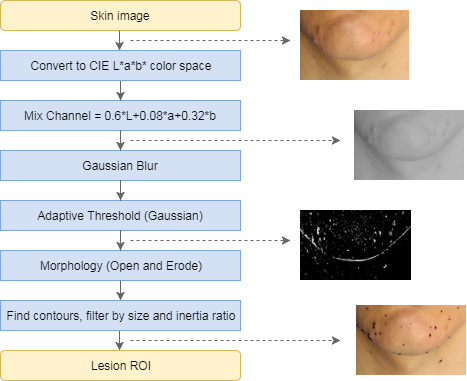 Skin image
Convert to CIE L*a*b* color space
Mix Channel = 0.6*L+0.08*a+0.32*b
Gaussian Blur
Adaptive Threshold (Gaussian)
Morphology (Open and Erode)
Find contours, filter by size and inertia ratio
Lesion ROI